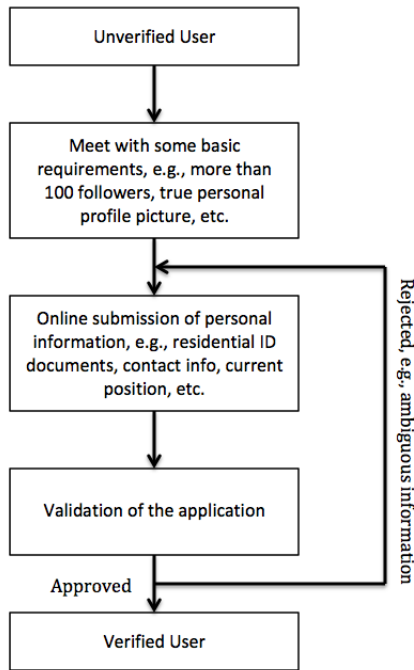 Unverified User
Meet with some basic
requirements, e.g., more than
100 followers, true personal
profile picture, etc.
Online submission of personal
information, e.g., residential ID
documents, contact info, current
position, etc.
Rejected, e.g., ambiguous information
Validation of the application
Approved
Verified User